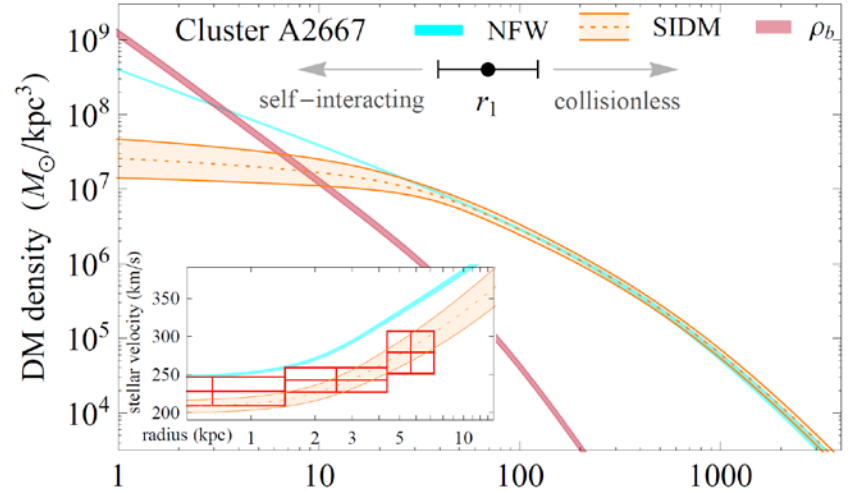 Cluster A2667 NFW SIDM ρ_b
self-interacting r₁ collisionless
DM density (M⊙/kpc³)
10⁹
10⁸
10⁷
10⁶
10⁵
10⁴
stellar velocity (km/s)
350
300
250
200
radius (kpc) 1 2 3 5 10
1 10 100 1000